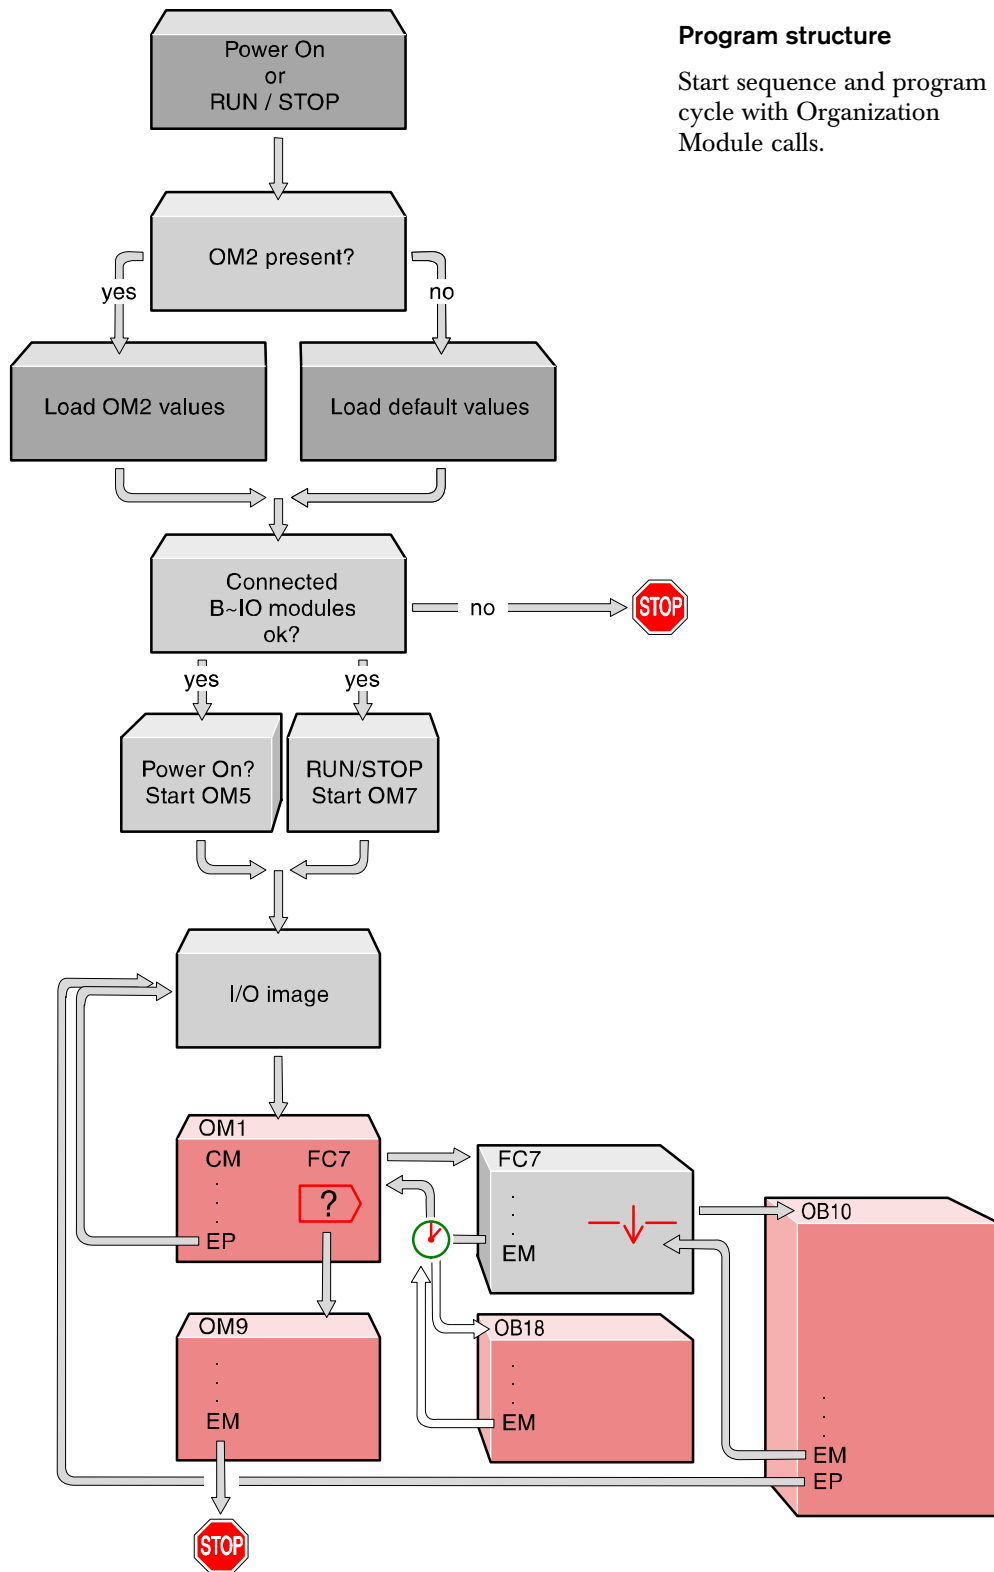 Program structure
Start sequence and program
cycle with Organization
Module calls.
Power On
or
RUN / STOP
OM2 present?
yes
no
Load OM2 values
Load default values
Connected
B~IO modules
ok?
no
STOP
yes
yes
Power On?
Start OM5
RUN/STOP
Start OM7
I/O image
OM1
CM FC7
.
.
.
?
EP
FC7
.
.
.
EM
OB10
.
.
.
EM
EP
OM9
.
.
.
EM
OB18
.
.
.
EM
STOP